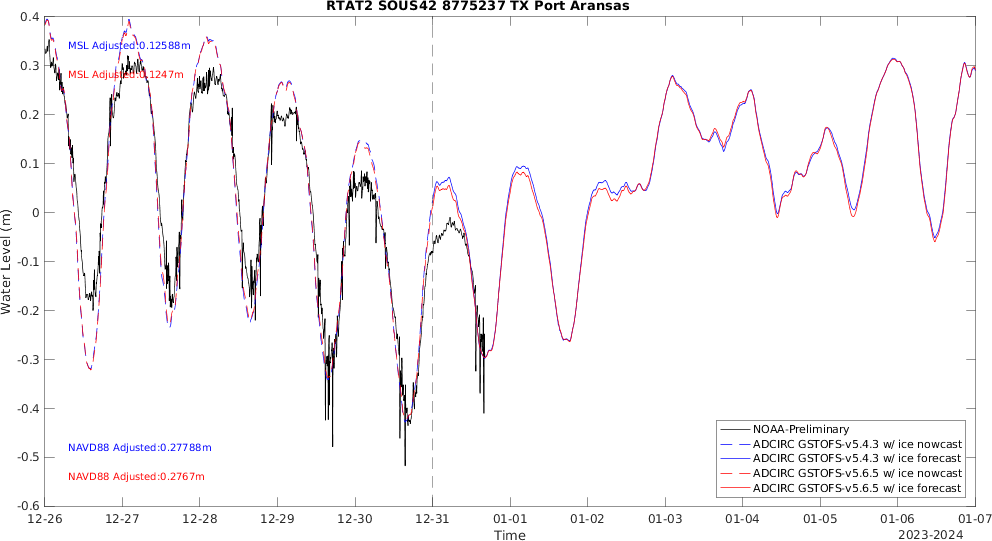 RTAT2 SOUS42 8775237 TX Port Aransas
0.4
0.3
0.2
0.1
0
-0.1
-0.2
-0.3
-0.4
-0.5
-0.6
Water Level (m)
MSL Adjusted:0.12588m
MSL Adjusted:0.1247m
NAVD88 Adjusted:0.27788m
NAVD88 Adjusted:0.2767m
NOAA-Preliminary
ADCIRC GSTOFS-v5.4.3 w/ ice nowcast
ADCIRC GSTOFS-v5.4.3 w/ ice forecast
ADCIRC GSTOFS-v5.6.5 w/ ice nowcast
ADCIRC GSTOFS-v5.6.5 w/ ice forecast
12-26 12-27 12-28 12-29 12-30 12-31 01-01 01-02 01-03 01-04 01-05 01-06 01-07
Time
2023-2024